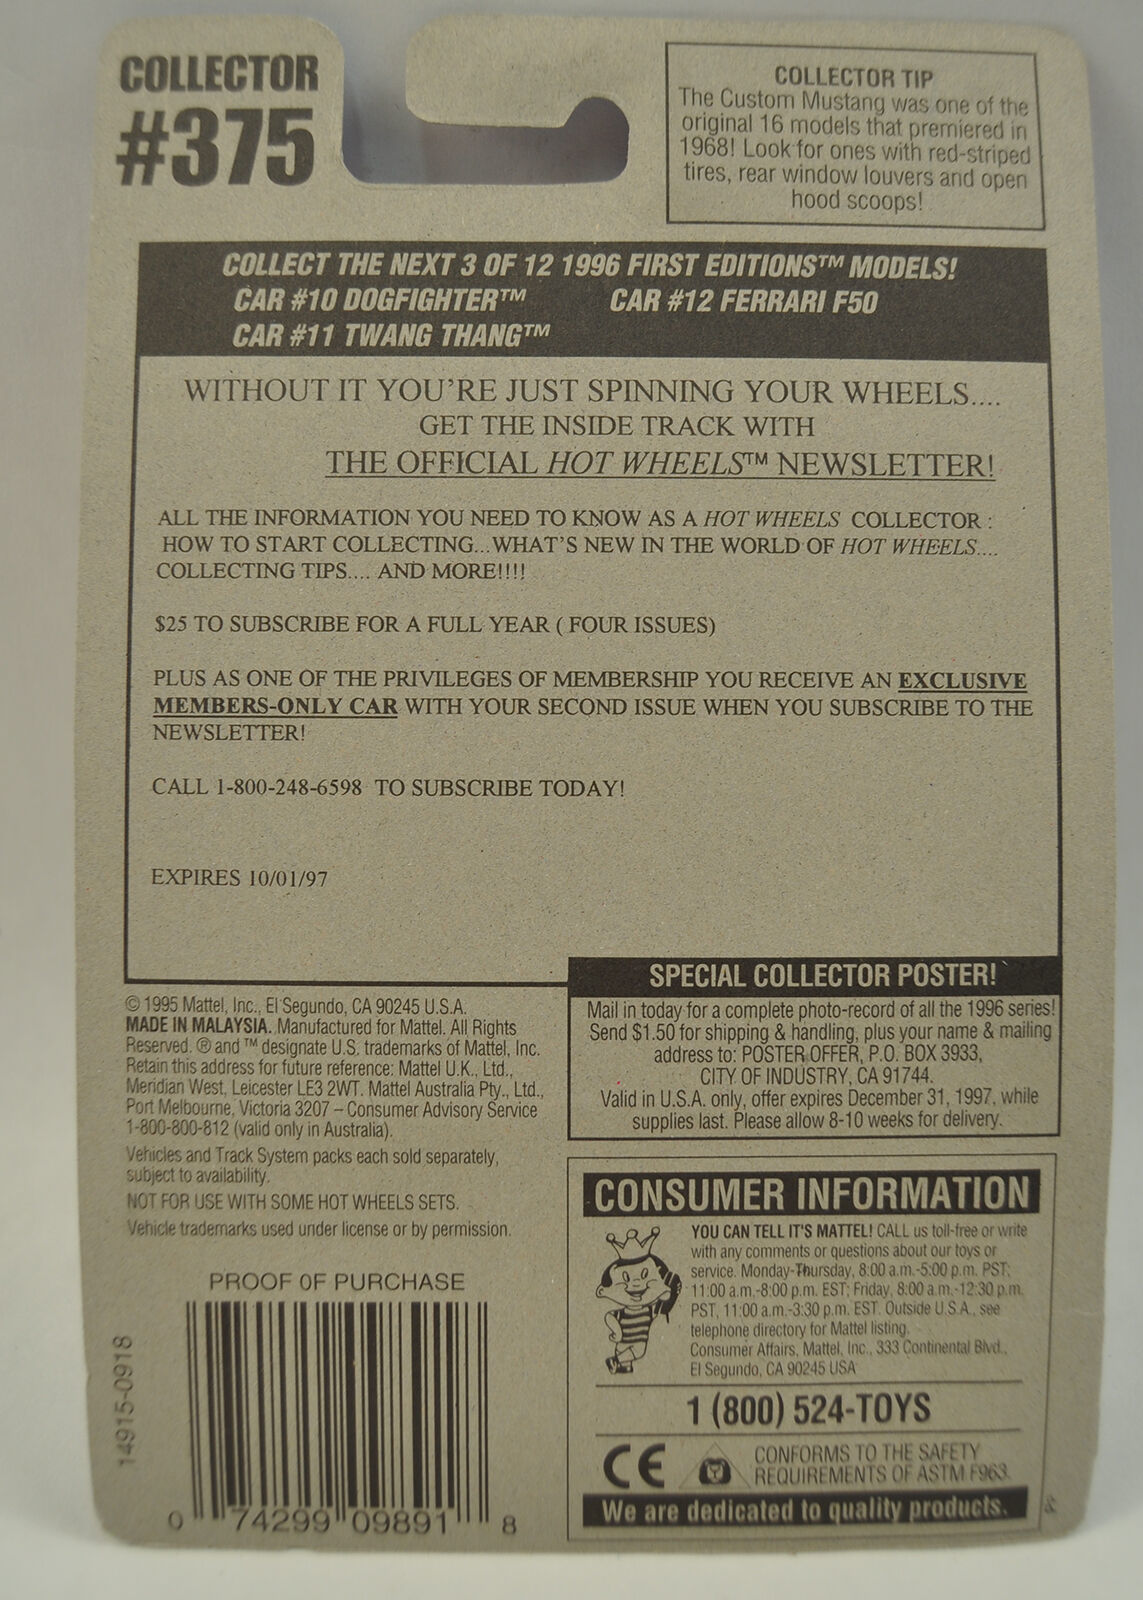 COLLECTOR
#375
COLLECTOR TIP
The Custom Mustang was one of the
original 16 models that premiered in
1968! Look for ones with red-striped
tires, rear window louvers and open
hood scoops!
COLLECT THE NEXT 3 OF 12 1996 FIRST EDITIONS™ MODELS!
CAR #10 DOGFIGHTER™ CAR #12 FERRARI F50
CAR #11 TWANG THANG™
WITHOUT IT YOU'RE JUST SPINNING YOUR WHEELS....
GET THE INSIDE TRACK WITH
THE OFFICIAL HOT WHEELS™ NEWSLETTER!
ALL THE INFORMATION YOU NEED TO KNOW AS A HOT WHEELS COLLECTOR :
HOW TO START COLLECTING...WHAT'S NEW IN THE WORLD OF HOT WHEELS....
COLLECTING TIPS.... AND MORE!!!!
$25 TO SUBSCRIBE FOR A FULL YEAR ( FOUR ISSUES)
PLUS AS ONE OF THE PRIVILEGES OF MEMBERSHIP YOU RECEIVE AN EXCLUSIVE
MEMBERS-ONLY CAR WITH YOUR SECOND ISSUE WHEN YOU SUBSCRIBE TO THE
NEWSLETTER!
CALL 1-800-248-6598 TO SUBSCRIBE TODAY!
EXPIRES 10/01/97
© 1995 Mattel, Inc., El Segundo, CA 90245 U.S.A.
MADE IN MALAYSIA. Manufactured for Mattel. All Rights
Reserved. ® and ™ designate U.S. trademarks of Mattel, Inc.
Retain this address for future reference: Mattel U.K., Ltd.,
Meridian West, Leicester LE3 2WT. Mattel Australia Pty., Ltd.,
Port Melbourne, Victoria 3207 – Consumer Advisory Service
1-800-800-812 (valid only in Australia).
Vehicles and Track System packs each sold separately,
subject to availability.
NOT FOR USE WITH SOME HOT WHEELS SETS.
Vehicle trademarks used under license or by permission.
SPECIAL COLLECTOR POSTER!
Mail in today for a complete photo-record of all the 1996 series!
Send $1.50 for shipping & handling, plus your name & mailing
address to: POSTER OFFER, P.O. BOX 3933,
CITY OF INDUSTRY, CA 91744.
Valid in U.S.A. only, offer expires December 31, 1997, while
supplies last. Please allow 8-10 weeks for delivery.
CONSUMER INFORMATION
YOU CAN TELL IT'S MATTEL! CALL us toll-free or write
with any comments or questions about our toys or
service. Monday-Thursday, 8:00 a.m.-5:00 p.m. PST;
11:00 a.m.-8:00 p.m. EST; Friday, 8:00 a.m.-12:30 p.m.
PST, 11:00 a.m.-3:30 p.m. EST. Outside U.S.A., see
telephone directory for Mattel listing.
Consumer Affairs, Mattel, Inc., 333 Continental Blvd.,
El Segundo, CA 90245 USA
1 (800) 524-TOYS
CE
CONFORMS TO THE SAFETY
REQUIREMENTS OF ASTM F963.
We are dedicated to quality products.
PROOF OF PURCHASE
0 74299 09891 8
14915-0918